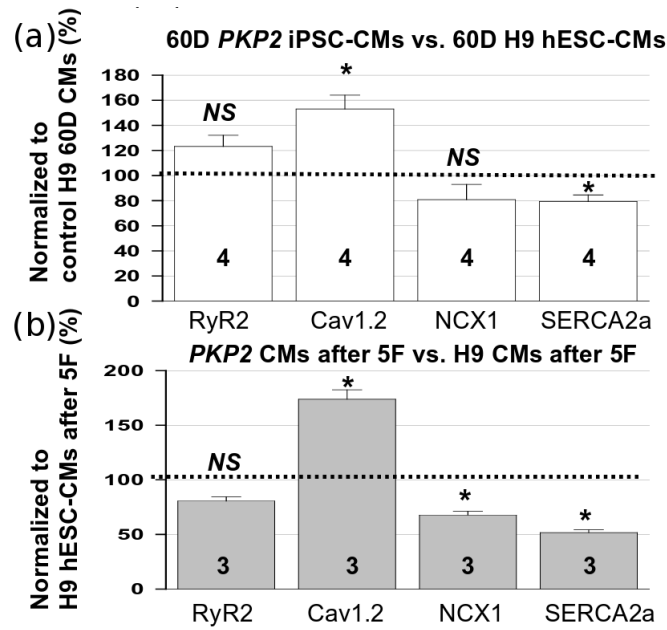 (a)
60D PKP2 iPSC-CMs vs. 60D H9 hESC-CMs
Normalized to
control H9 60D CMs (%)
180
160
140
120
100
80
60
40
20
0
NS
*
NS
*
4
4
4
4
RyR2
Cav1.2
NCX1
SERCA2a
(b)
PKP2 CMs after 5F vs. H9 CMs after 5F
Normalized to
H9 hESC-CMs after 5F (%)
200
150
100
50
0
NS
*
*
*
3
3
3
3
RyR2
Cav1.2
NCX1
SERCA2a